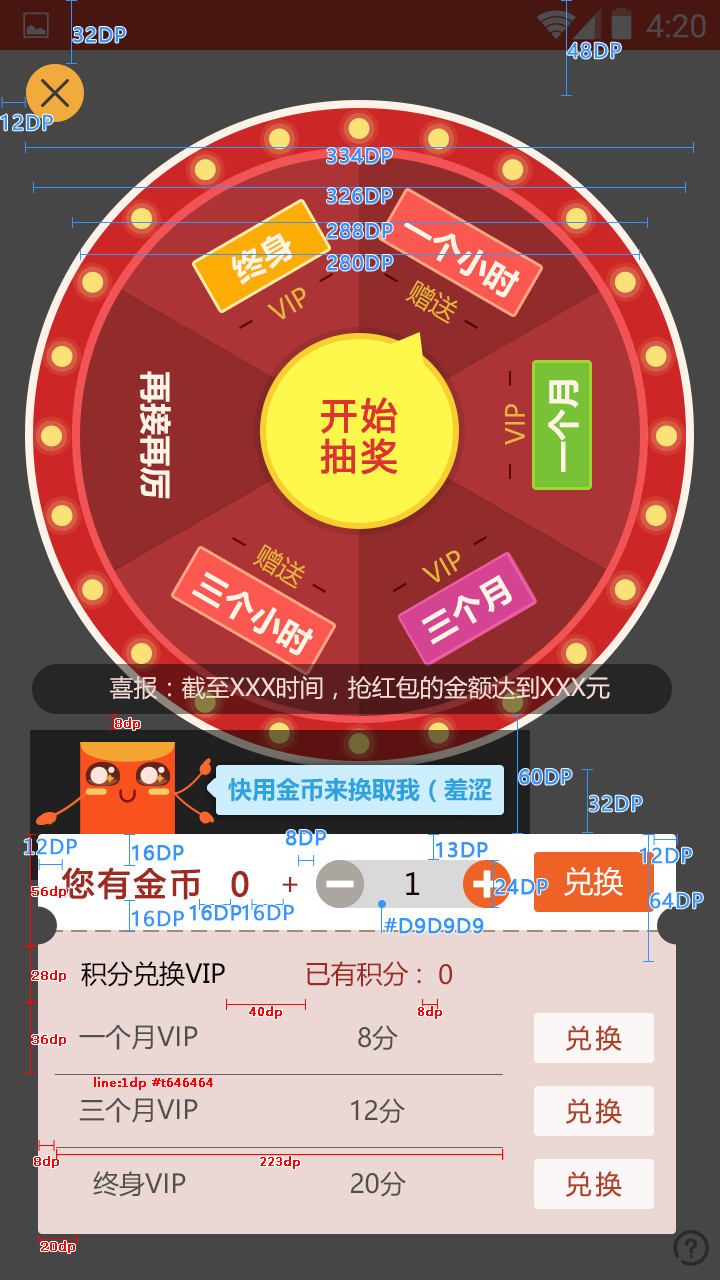 4:20
32DP
48DP
12DP
334DP
326DP
288DP
280DP
终身
VIP
一个小时
赠送
一个月
VIP
三个月
VIP
三个小时
赠送
再接再历
开始
抽奖
喜报：截至XXX时间，抢红包的金额达到XXX元
8dp
60DP
32DP
快用金币来换取我（羞涩
12DP
16DP
8DP
13DP
12DP
56dp
您有金币 0 + 1 兑换
24DP
64DP
16DP
16DP
16DP
#D9D9D9
28dp
积分兑换VIP 已有积分：0
40dp
8dp
36dp
一个月VIP 8分 兑换
line:1dp #t646464
三个月VIP 12分 兑换
8dp
223dp
终身VIP 20分 兑换
20dp
?